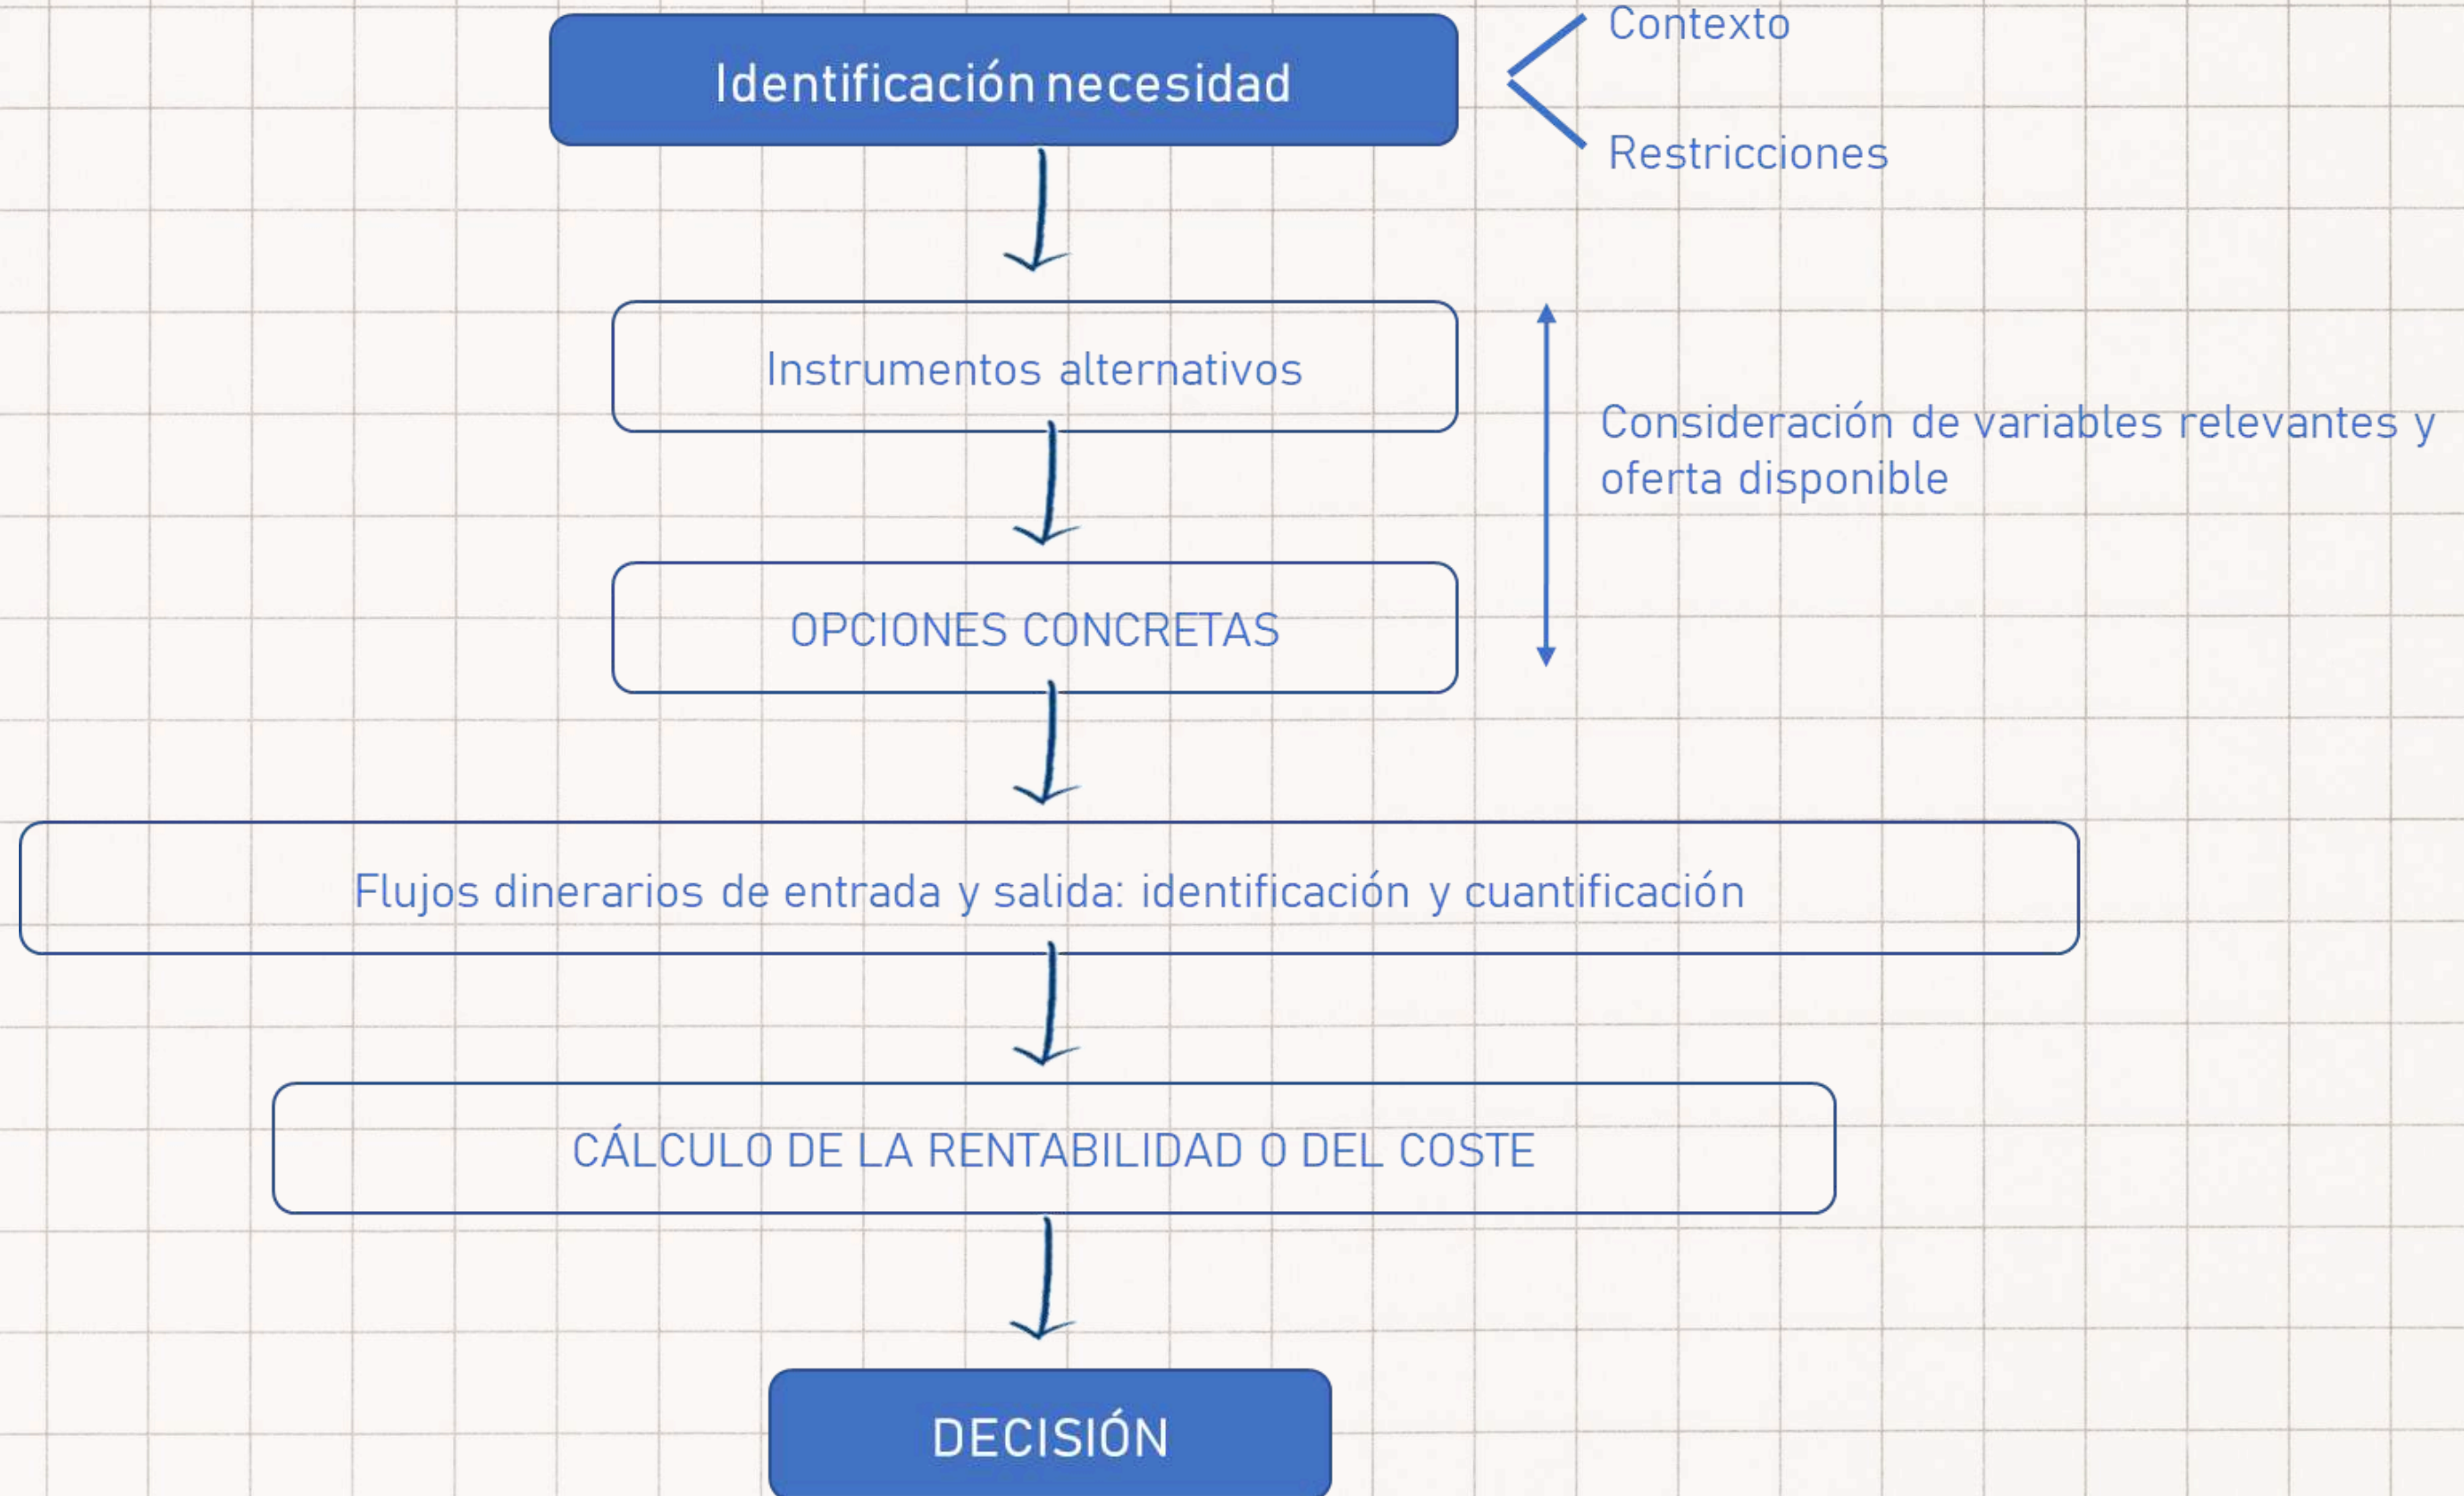 Contexto
Identificación necesidad
Restricciones
Instrumentos alternativos
Consideración de variables relevantes y
oferta disponible
OPCIONES CONCRETAS
Flujos dinerarios de entrada y salida: identificación y cuantificación
CÁLCULO DE LA RENTABILIDAD O DEL COSTE
DECISIÓN